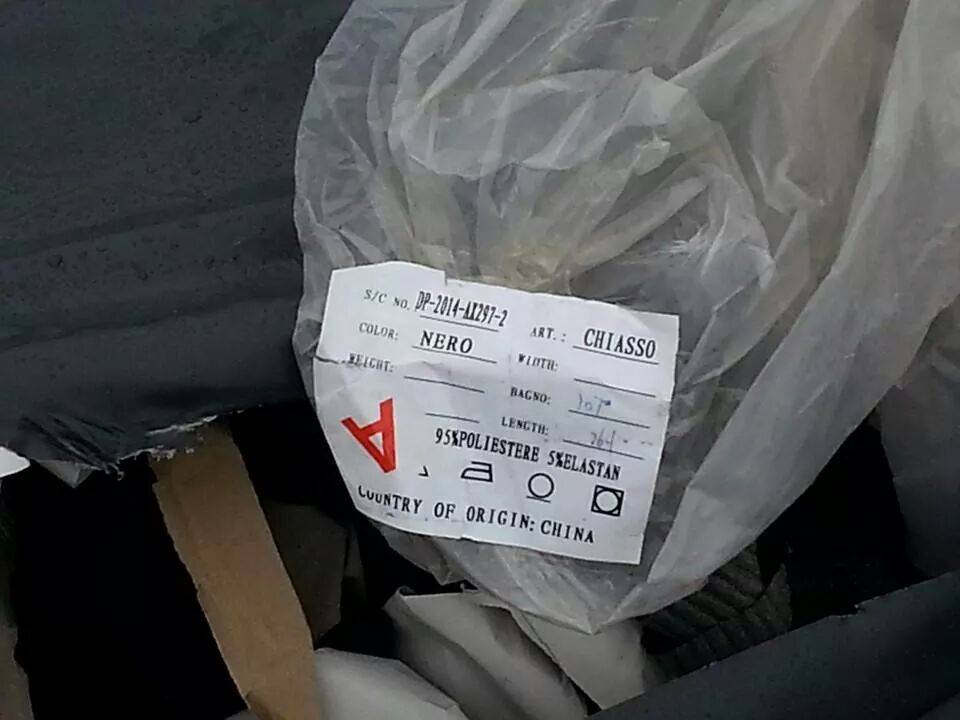 S/C NO. DP-2014-AX297-2 ART.: CHIASSO
COLOR: NERO WIDTH:
WEIGHT: BAGNO:
LENGTH:
A
95%POLIESTERE 5%ELASTAN
COUNTRY OF ORIGIN: CHINA